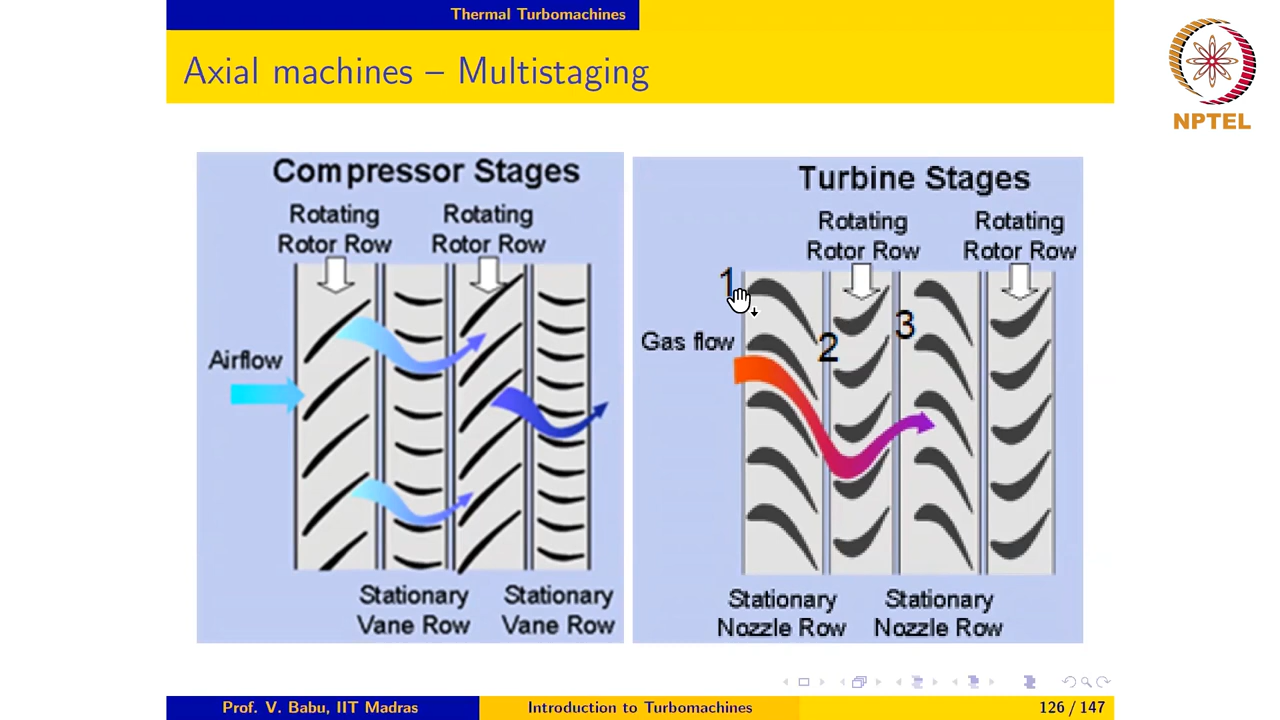 Thermal Turbomachines
Axial machines – Multistaging
NPTEL
Compressor Stages
Rotating
Rotor Row
Rotating
Rotor Row
Airflow
Stationary
Vane Row
Stationary
Vane Row
Turbine Stages
Rotating
Rotor Row
Rotating
Rotor Row
1
2
3
Gas flow
Stationary
Nozzle Row
Stationary
Nozzle Row
Prof. V. Babu, IIT Madras
Introduction to Turbomachines
126 / 147